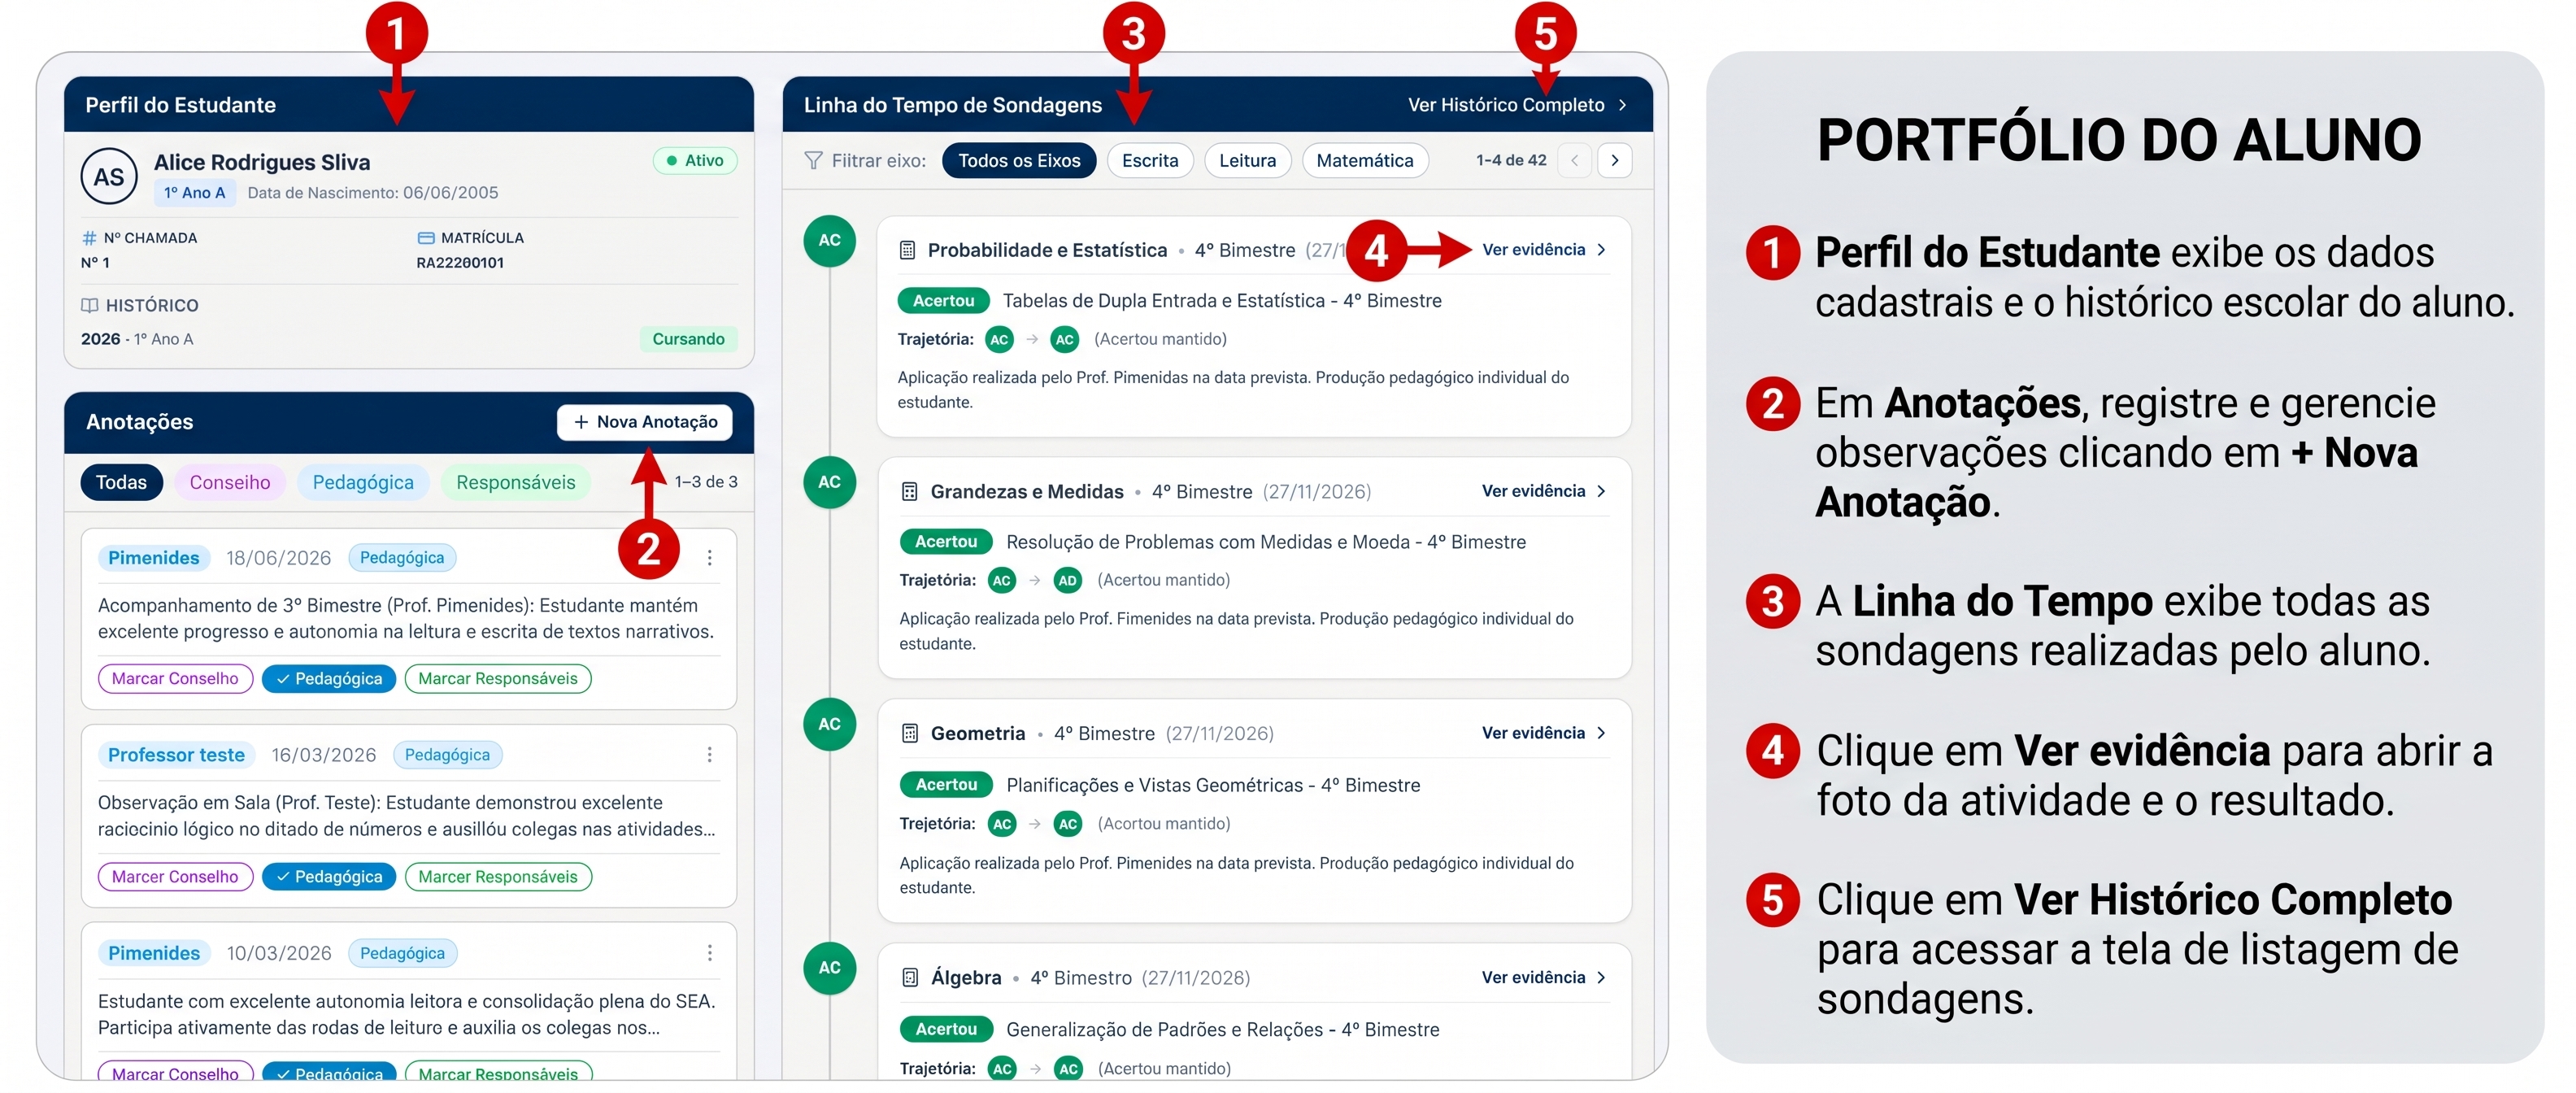 1
3
5
Perfil do Estudante
AS
Alice Rodrigues Sliva
Ativo
1º Ano A
Data de Nascimento: 06/06/2005
Nº CHAMADA
MATRÍCULA
Nº 1
RA22200101
HISTÓRICO
2026 - 1º Ano A
Cursando
Anotações
+ Nova Anotação
Todas
Conseiho
Pedagógica
Responsáveis
1–3 de 3
2
Pimenides
18/06/2026
Pedagógica
Acompanhamento de 3º Bimestre (Prof. Pimenides): Estudante mantém
excelente progresso e autonomia na leltura e escrita de textos narrativos.
Marcar Conselho
✓ Pedagógica
Marcar Responsáveis
Professor teste
16/03/2026
Pedagógica
Observação em Sala (Prof. Teste): Estudante demonstrou excelente
raciocinio lógico no ditado de números e ausillóu colegas nas atividades...
Marcer Conselho
✓ Pedagógica
Marcer Responsáveis
Pimenides
10/03/2026
Pedagógica
Estudante com excelente autonomia leitora e consolidação plena do SEA.
Participa ativamente das rodas de leituro e auxilia os colegas nos...
Marcar Conselho
✓ Pedagógica
Marcar Responsáveis
Linha do Tempo de Sondagens
Ver Histórico Completo
Fiitrar eixo:
Todos os Eixos
Escrita
Leitura
Matemática
1-4 de 42
AC
Probabilidade e Estatística • 4º Bimestre (27/1
4
Ver evidência
Acertou
Tabelas de Dupla Entrada e Estatística - 4º Bimestre
Trajetória: AC → AC (Acertou mantido)
Aplicação realizada pelo Prof. Pimenidas na data prevista. Produção pedagógico individual do
estudante.
AC
Grandezas e Medidas • 4º Bimestre (27/11/2026)
Ver evidência
Acertou
Resolução de Problemas com Medidas e Moeda - 4º Bimestre
Trajetória: AC → AD (Acertou mantido)
Aplicação realizada pelo Prof. Fimenides na data prevista. Produção pedagógico individual do
estudante.
AC
Geometria • 4º Bimestre (27/11/2026)
Ver evidência
Acertou
Planificações e Vistas Geométricas - 4º Bimestre
Trejetória: AC → AC (Acortou mantido)
Aplicação realizada pelo Prof. Pimenides na data prevista. Produção pedagógico individual do
estudante.
AC
Álgebra • 4º Bimestro (27/11/2026)
Ver evidência
Acertou
Generalização de Padrões e Relações - 4º Bimestre
Trajetória: AC → AC (Acertou mantido)
PORTFÓLIO DO ALUNO
1 Perfil do Estudante exibe os dados
cadastrais e o histórico escolar do aluno.
2 Em Anotações, registre e gerencie
observações clicando em + Nova
Anotação.
3 A Linha do Tempo exibe todas as
sondagens realizadas pelo aluno.
4 Clique em Ver evidência para abrir a
foto da atividade e o resultado.
5 Clique em Ver Histórico Completo
para acessar a tela de listagem de
sondagens.